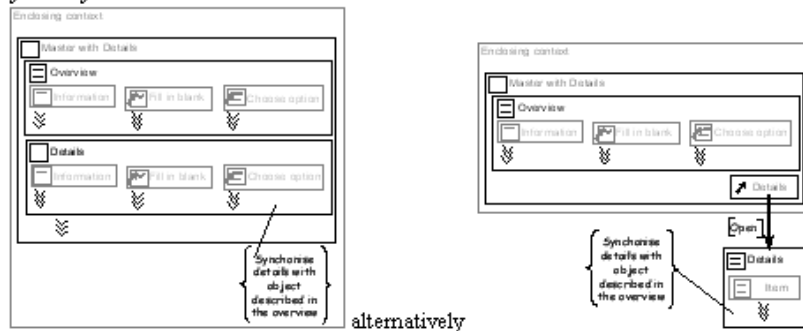 Enclosing context
Master with Details
Overview
Information Fill in blank Choose option
Details
Information Fill in blank Choose option
Synchonise
details with
object
described in
the overview
alternatively
Enclosing context
Master with Details
Overview
Information Fill in blank Choose option
Details
Open
Synchonise
details with
object
described in
the overview
Details
Item